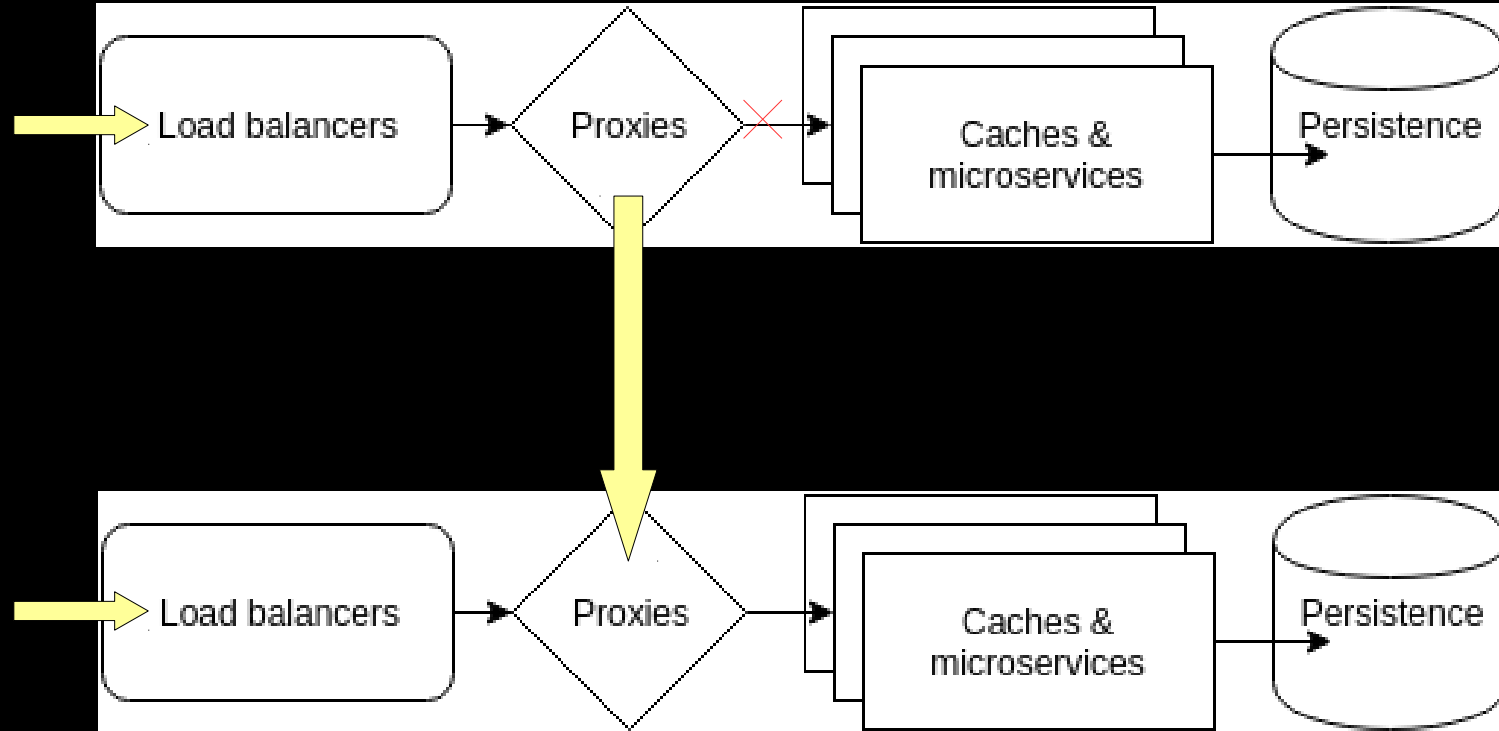 Load balancers
Proxies
Caches &
microservices
Persistence
Load balancers
Proxies
Caches &
microservices
Persistence